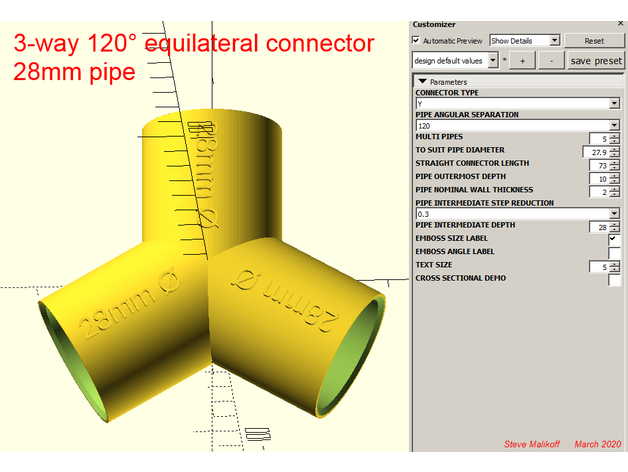 3-way 120° equilateral connector
28mm pipe
28mm Ø
28mm Ø
28mm Ø
Customizer
Automatic Preview Show Details Reset
design default values + - save preset
Parameters
CONNECTOR TYPE
Y
PIPE ANGULAR SEPARATION
120
MULTI PIPES 5
TO SUIT PIPE DIAMETER 27.9
STRAIGHT CONNECTOR LENGTH 73
PIPE OUTERMOST DEPTH 10
PIPE NOMINAL WALL THICKNESS 2
PIPE INTERMEDIATE STEP REDUCTION
0.3
PIPE INTERMEDIATE DEPTH 28
EMBOSS SIZE LABEL
EMBOSS ANGLE LABEL
TEXT SIZE 5
CROSS SECTIONAL DEMO
Steve Malikoff March 2020